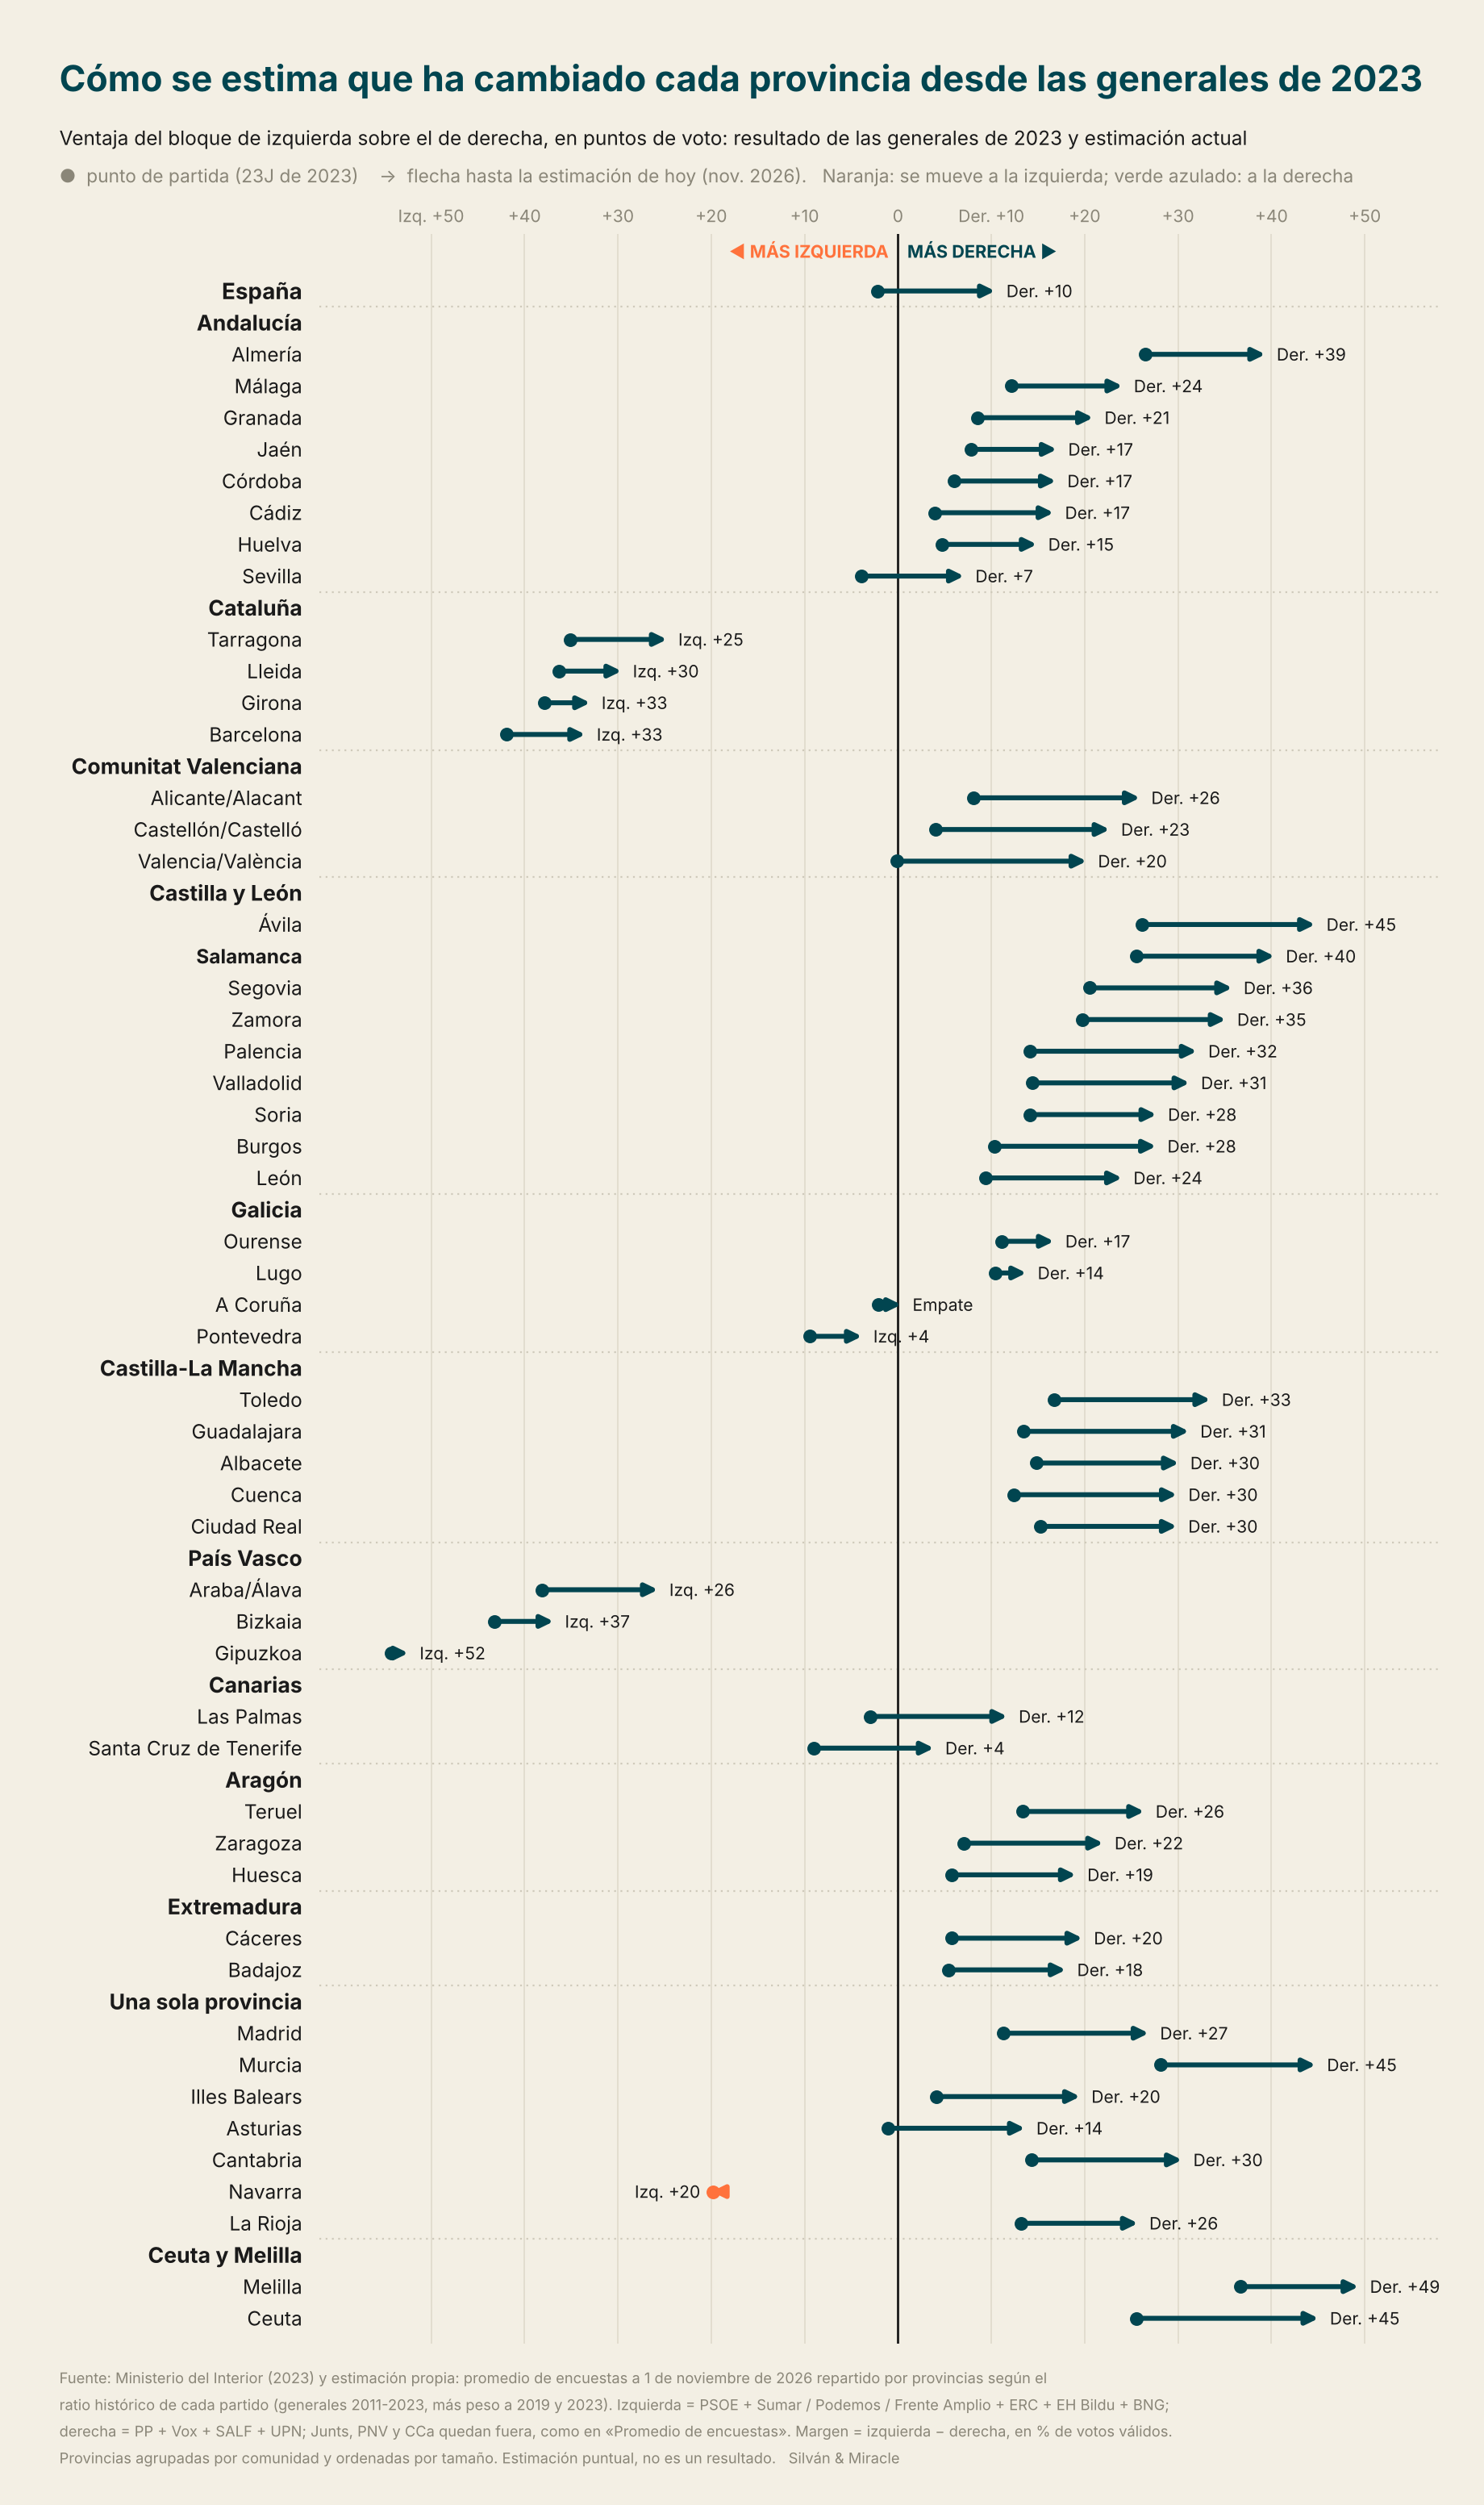 Cómo se estima que ha cambiado cada provincia desde las generales de 2023
Ventaja del bloque de izquierda sobre el de derecha, en puntos de voto: resultado de las generales de 2023 y estimación actual
● punto de partida (23J de 2023) → flecha hasta la estimación de hoy (nov. 2026). Naranja: se mueve a la izquierda; verde azulado: a la derecha
Izq. +50 +40 +30 +20 +10 0 Der. +10 +20 +30 +40 +50
◀ MÁS IZQUIERDA MÁS DERECHA ▶
España Der. +10
Andalucía
Almería Der. +39
Málaga Der. +24
Granada Der. +21
Jaén Der. +17
Córdoba Der. +17
Cádiz Der. +17
Huelva Der. +15
Sevilla Der. +7
Cataluña
Tarragona Izq. +25
Lleida Izq. +30
Girona Izq. +33
Barcelona Izq. +33
Comunitat Valenciana
Alicante/Alacant Der. +26
Castellón/Castelló Der. +23
Valencia/València Der. +20
Castilla y León
Ávila Der. +45
Salamanca Der. +40
Segovia Der. +36
Zamora Der. +35
Palencia Der. +32
Valladolid Der. +31
Soria Der. +28
Burgos Der. +28
León Der. +24
Galicia
Ourense Der. +17
Lugo Der. +14
A Coruña Empate
Pontevedra Izq. +4
Castilla-La Mancha
Toledo Der. +33
Guadalajara Der. +31
Albacete Der. +30
Cuenca Der. +30
Ciudad Real Der. +30
País Vasco
Araba/Álava Izq. +26
Bizkaia Izq. +37
Gipuzkoa Izq. +52
Canarias
Las Palmas Der. +12
Santa Cruz de Tenerife Der. +4
Aragón
Teruel Der. +26
Zaragoza Der. +22
Huesca Der. +19
Extremadura
Cáceres Der. +20
Badajoz Der. +18
Una sola provincia
Madrid Der. +27
Murcia Der. +45
Illes Balears Der. +20
Asturias Der. +14
Cantabria Der. +30
Navarra Izq. +20
La Rioja Der. +26
Ceuta y Melilla
Melilla Der. +49
Ceuta Der. +45
Fuente: Ministerio del Interior (2023) y estimación propia: promedio de encuestas a 1 de noviembre de 2026 repartido por provincias según el
ratio histórico de cada partido (generales 2011-2023, más peso a 2019 y 2023). Izquierda = PSOE + Sumar / Podemos / Frente Amplio + ERC + EH Bildu + BNG;
derecha = PP + Vox + SALF + UPN; Junts, PNV y CCa quedan fuera, como en «Promedio de encuestas». Margen = izquierda − derecha, en % de votos válidos.
Provincias agrupadas por comunidad y ordenadas por tamaño. Estimación puntual, no es un resultado. Silván & Miracle